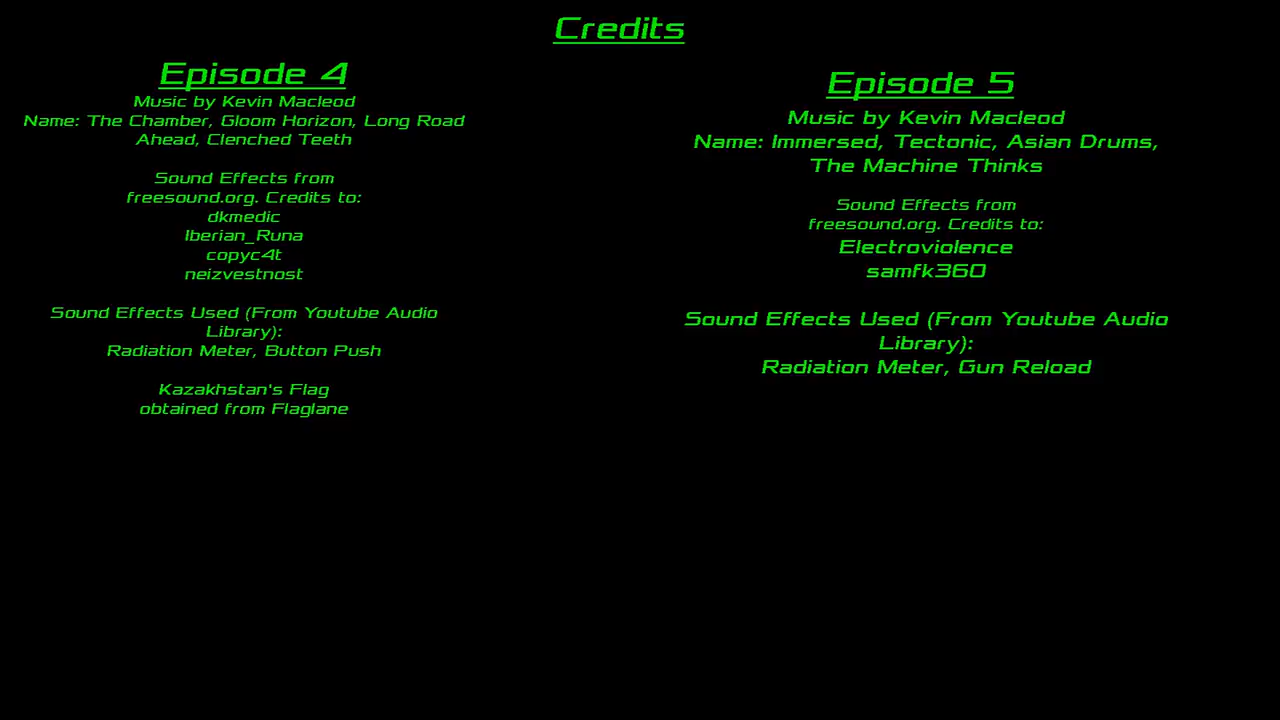 Credits
Episode 4
Music by Kevin Macleod
Name: The Chamber, Gloom Horizon, Long Road
Ahead, Clenched Teeth
Sound Effects from
freesound.org. Credits to:
dkmedic
Iberian_Runa
copyc4t
neizvestnost
Sound Effects Used (From Youtube Audio
Library):
Radiation Meter, Button Push
Kazakhstan's Flag
obtained from Flaglane
Episode 5
Music by Kevin Macleod
Name: Immersed, Tectonic, Asian Drums,
The Machine Thinks
Sound Effects from
freesound.org. Credits to:
Electroviolence
samfk360
Sound Effects Used (From Youtube Audio
Library):
Radiation Meter, Gun Reload